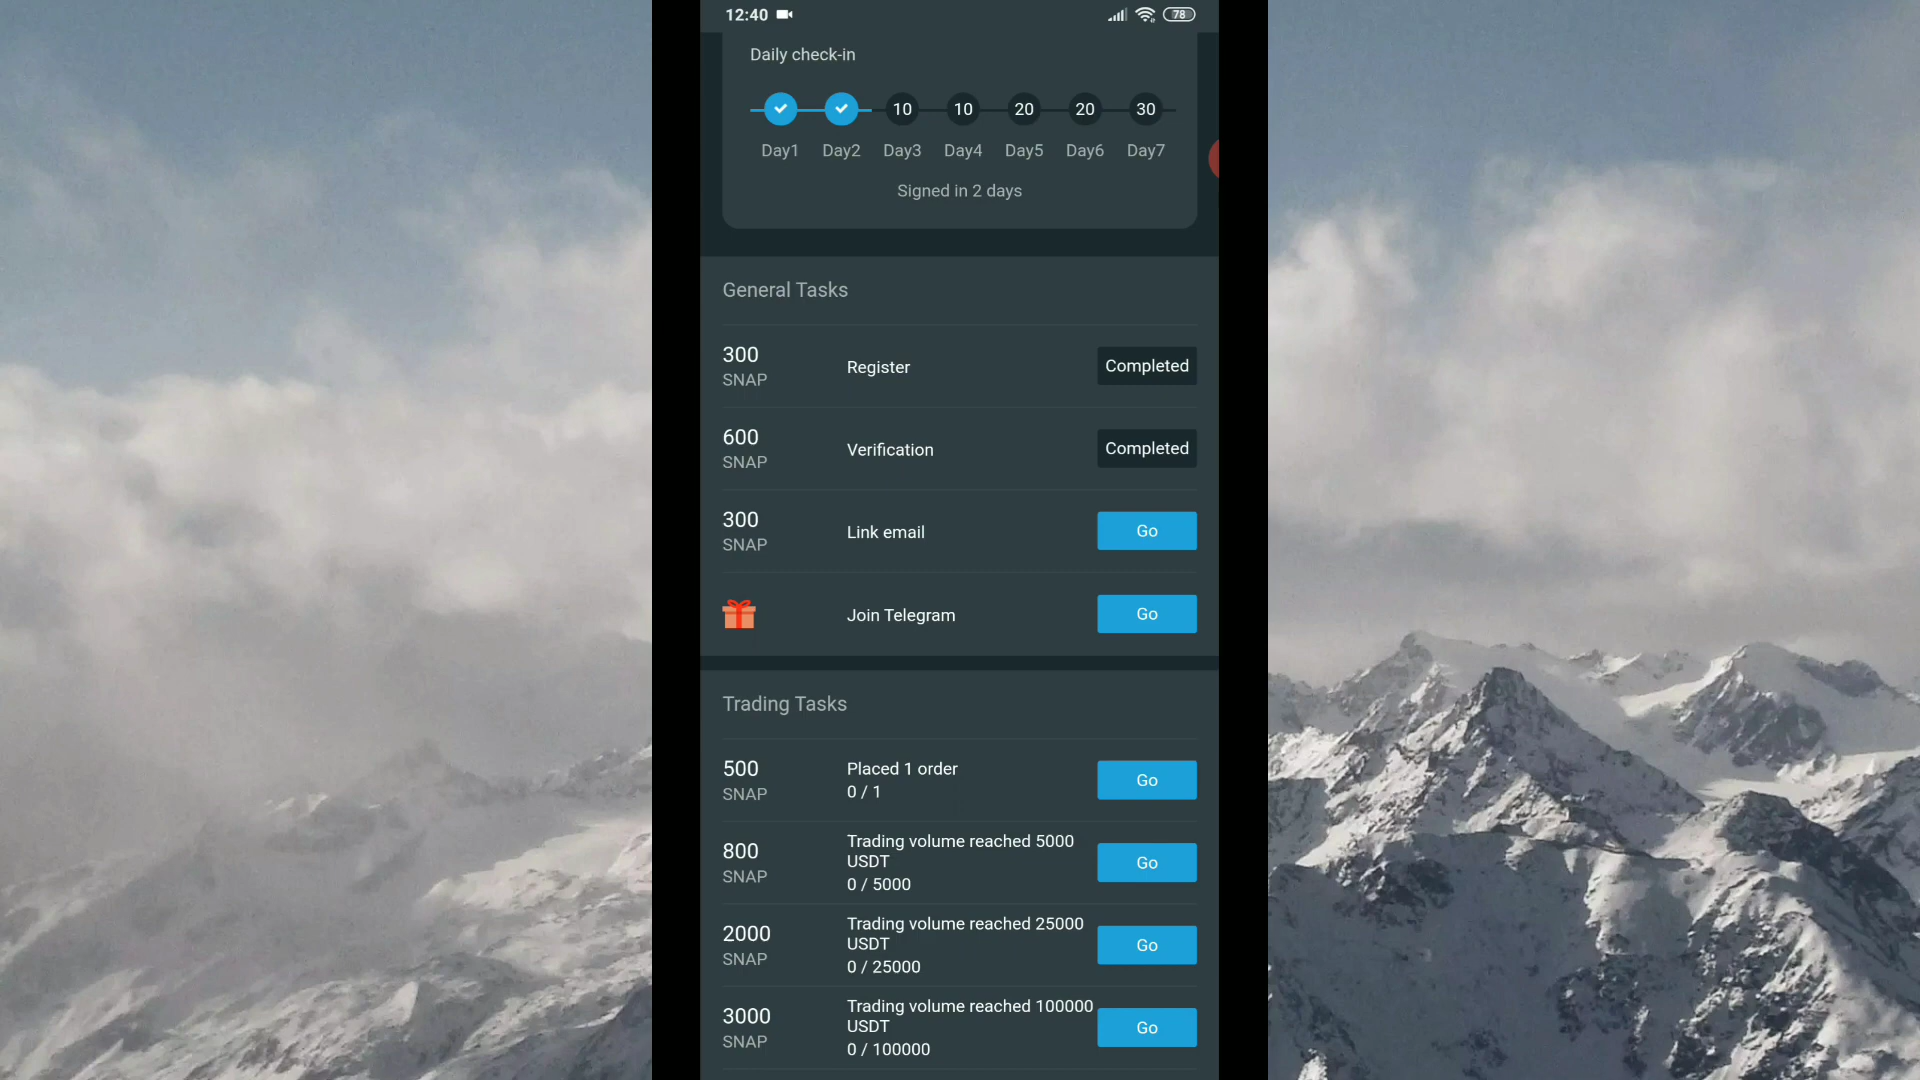 12:40
78
Daily check-in
10 10 20 20 30
Day1 Day2 Day3 Day4 Day5 Day6 Day7
Signed in 2 days
General Tasks
300
SNAP
Register
Completed
600
SNAP
Verification
Completed
300
SNAP
Link email
Go
Join Telegram
Go
Trading Tasks
500
SNAP
Placed 1 order
0 / 1
Go
800
SNAP
Trading volume reached 5000
USDT
0 / 5000
Go
2000
SNAP
Trading volume reached 25000
USDT
0 / 25000
Go
3000
SNAP
Trading volume reached 100000
USDT
0 / 100000
Go